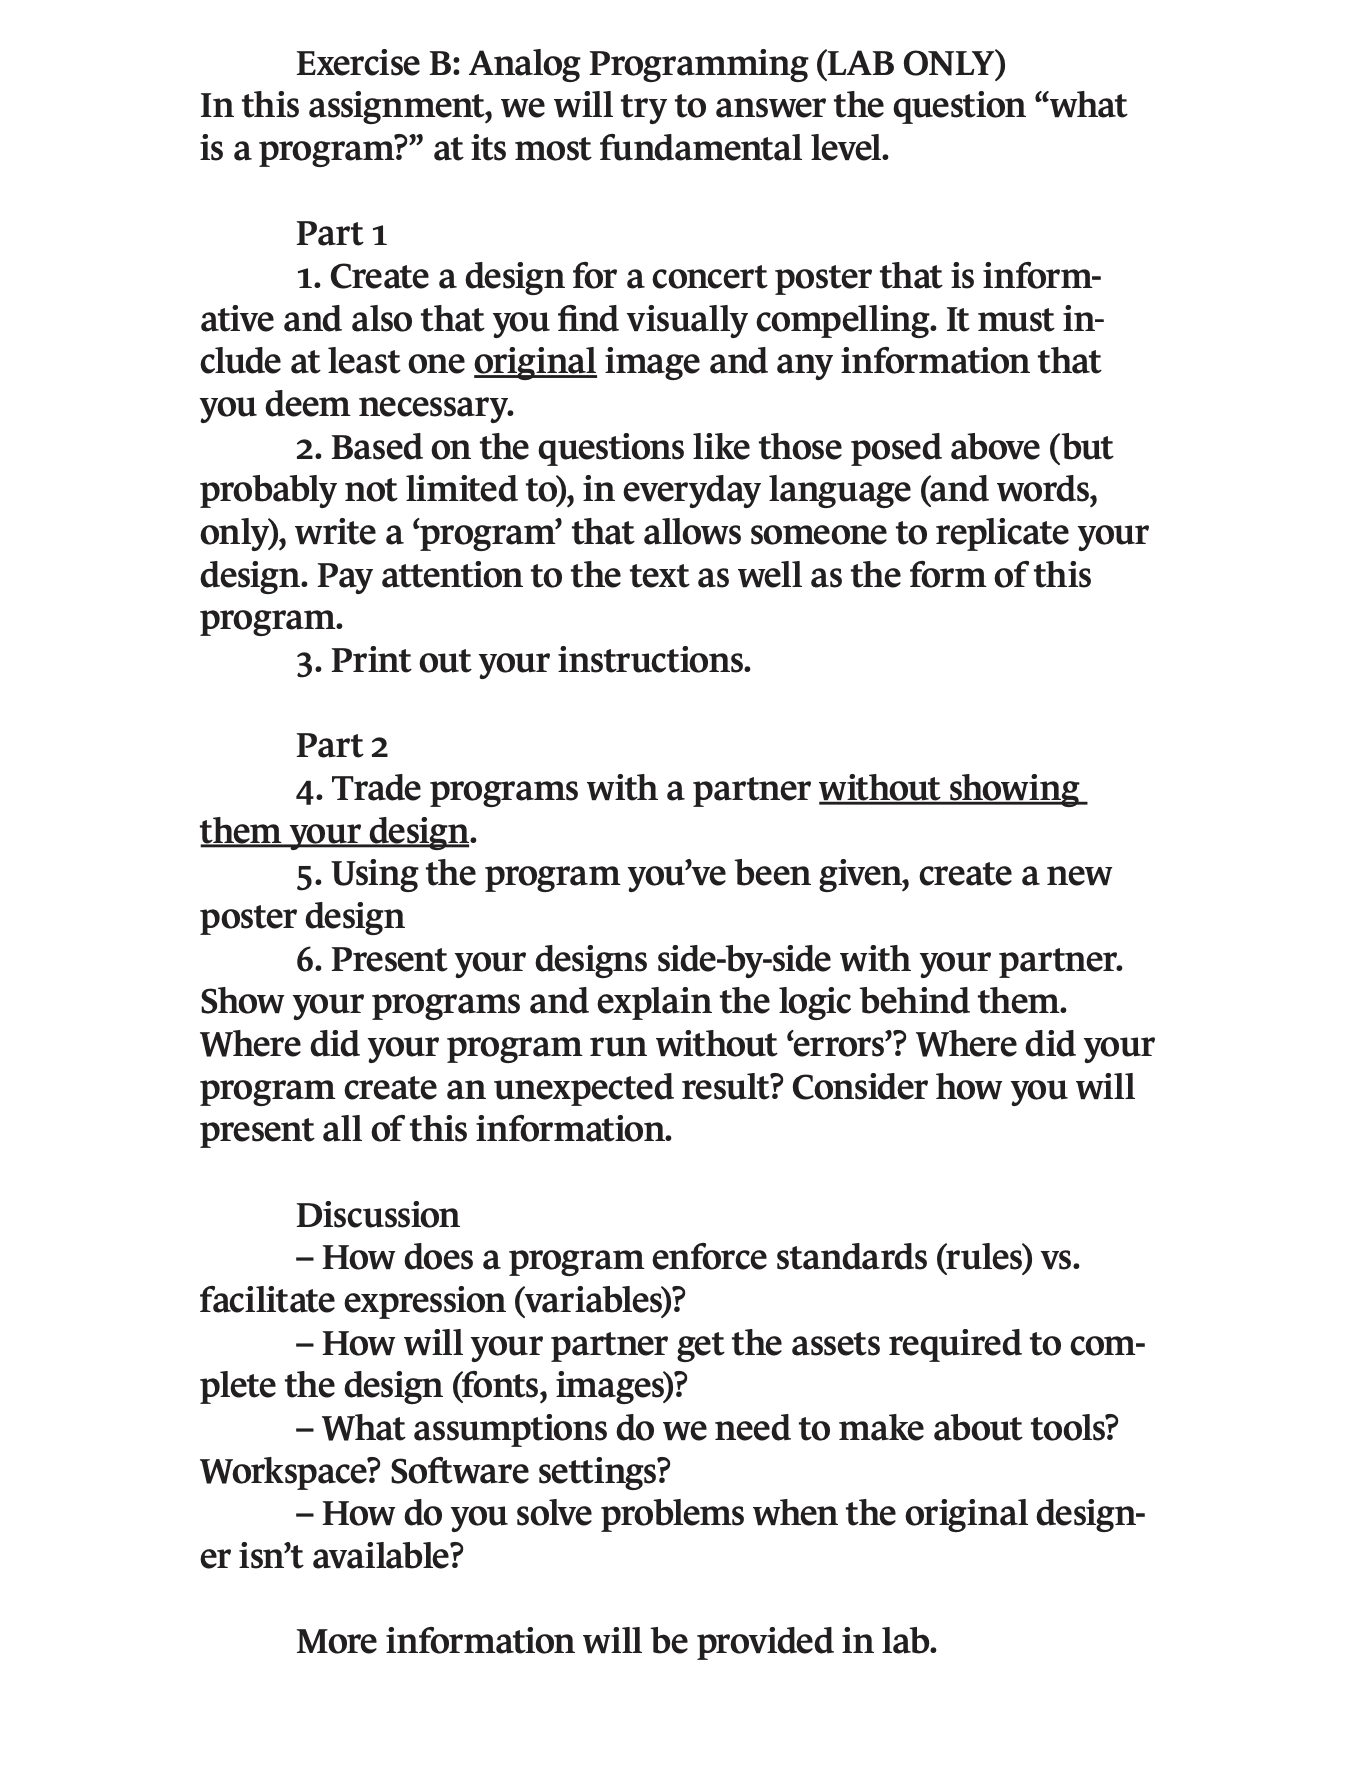 Exercise B: Analog Programming (LAB ONLY)
In this assignment, we will try to answer the question “what
is a program?” at its most fundamental level.
Part 1
1. Create a design for a concert poster that is inform-
ative and also that you find visually compelling. It must in-
clude at least one original image and any information that
you deem necessary.
2. Based on the questions like those posed above (but
probably not limited to), in everyday language (and words,
only), write a ‘program’ that allows someone to replicate your
design. Pay attention to the text as well as the form of this
program.
3. Print out your instructions.
Part 2
4. Trade programs with a partner without showing
them your design.
5. Using the program you’ve been given, create a new
poster design
6. Present your designs side-by-side with your partner.
Show your programs and explain the logic behind them.
Where did your program run without ‘errors’? Where did your
program create an unexpected result? Consider how you will
present all of this information.
Discussion
– How does a program enforce standards (rules) vs.
facilitate expression (variables)?
– How will your partner get the assets required to com-
plete the design (fonts, images)?
– What assumptions do we need to make about tools?
Workspace? Software settings?
– How do you solve problems when the original design-
er isn’t available?
More information will be provided in lab.